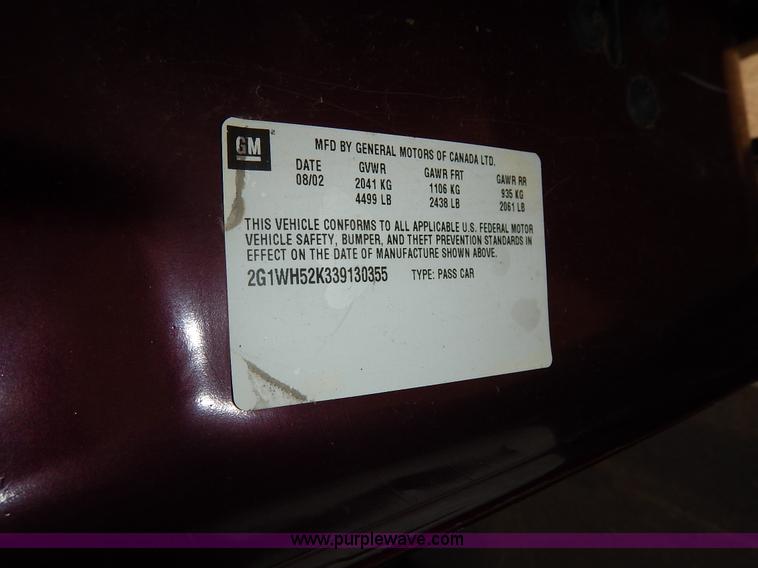 GM
MFD BY GENERAL MOTORS OF CANADA LTD.
DATE GVWR GAWR FRT GAWR RR
08/02 2041 KG 1106 KG 935 KG
4499 LB 2438 LB 2061 LB
THIS VEHICLE CONFORMS TO ALL APPLICABLE U.S. FEDERAL MOTOR
VEHICLE SAFETY, BUMPER, AND THEFT PREVENTION STANDARDS IN
EFFECT ON THE DATE OF MANUFACTURE SHOWN ABOVE.
2G1WH52K339130355 TYPE: PASS CAR
www.purplewave.com